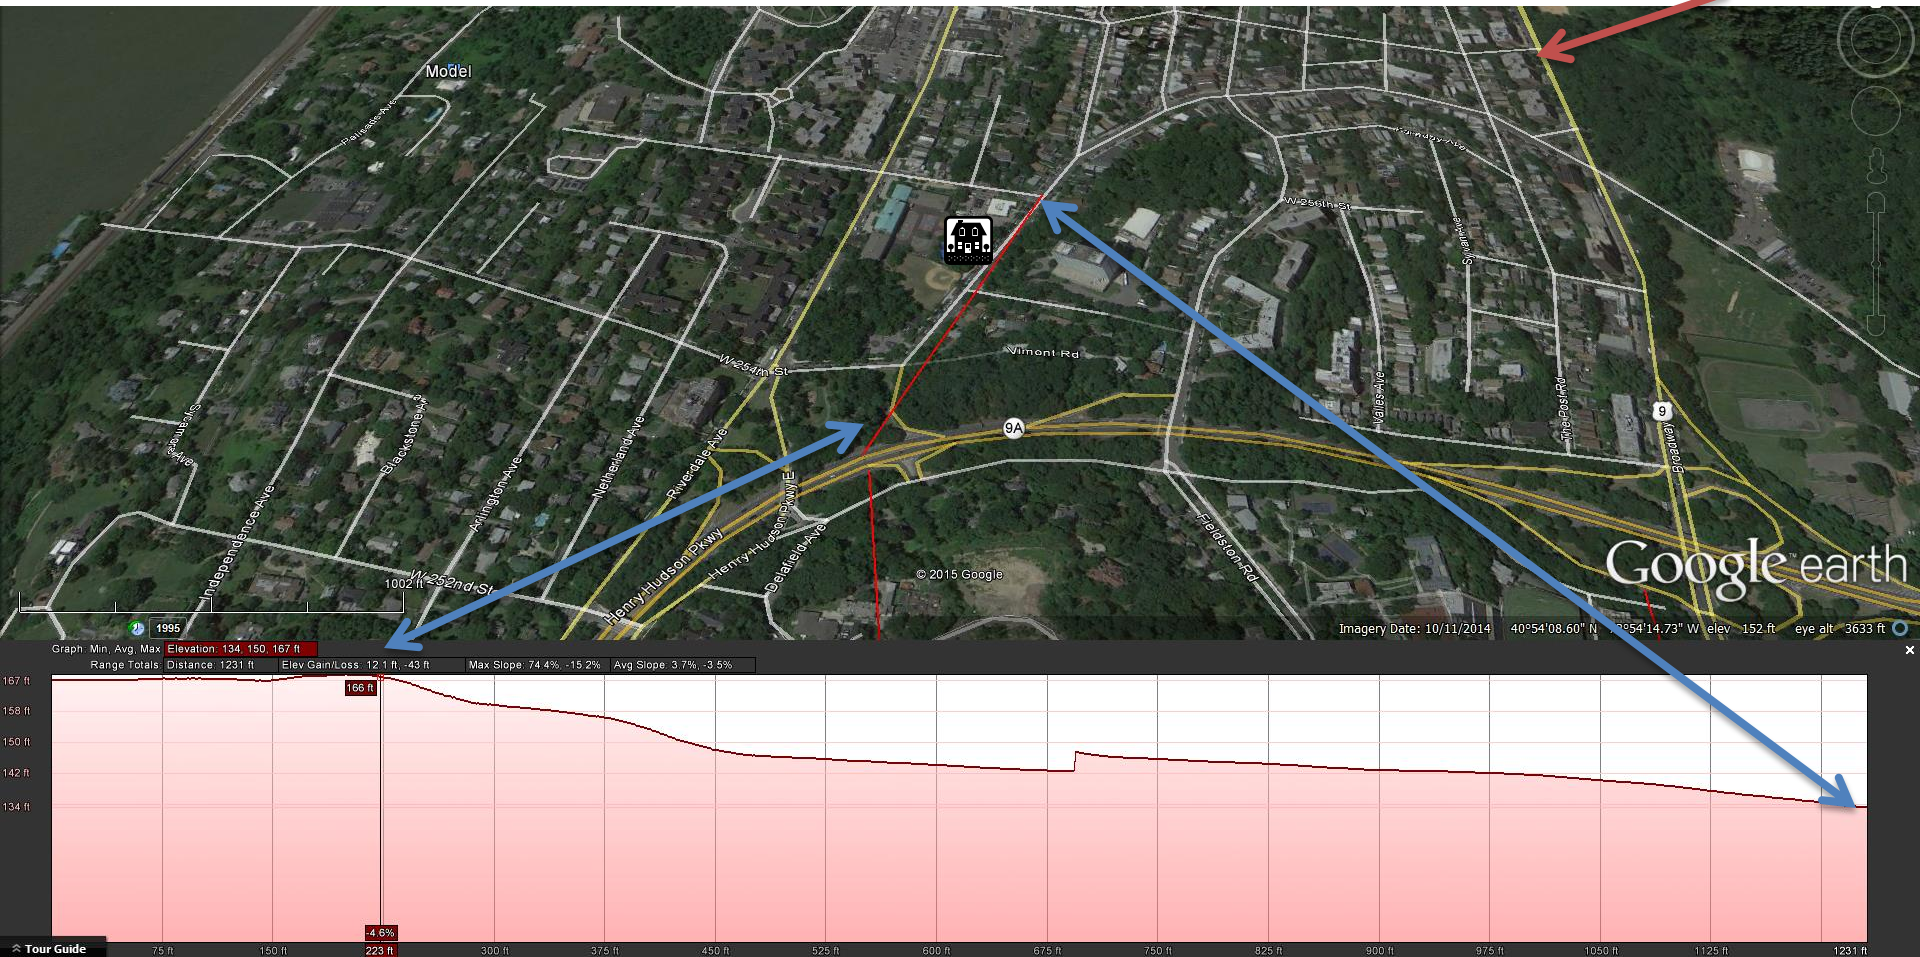 Model
Palisade Ave
W 256th St
Sylvan Ave
Vimont Rd
W 254th St
9A
9
Valles Ave
The Post Rd
Broadway
Sycamore Ave
Blackstone Av
Netherland Ave
Riverdale Ave
Arlington Ave
Independence Ave
Henry Hudson Pkwy E
Henry Hudson Pkwy
Delafield Ave
Fieldston Rd
W 252nd St
1002 ft
© 2015 Google
Google earth
1995
Imagery Date: 10/11/2014 40°54'08.60" N 73°54'14.73" W elev 152 ft eye alt 3633 ft
Graph: Min, Avg, Max Elevation: 134, 150, 167 ft
Range Totals: Distance: 1231 ft Elev Gain/Loss: 12.1 ft, -43 ft Max Slope: 74.4%, -15.2% Avg Slope: 3.7%, -3.5%
167 ft
166 ft
158 ft
150 ft
142 ft
134 ft
-4.6%
Tour Guide 75 ft 150 ft 223 ft 300 ft 375 ft 450 ft 525 ft 600 ft 675 ft 750 ft 825 ft 900 ft 975 ft 1050 ft 1125 ft 1231 ft